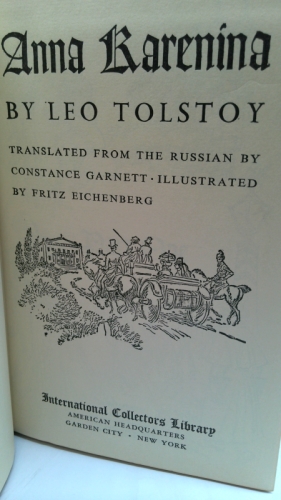 Anna Karenina
BY LEO TOLSTOY
TRANSLATED FROM THE RUSSIAN BY
CONSTANCE GARNETT · ILLUSTRATED
BY FRITZ EICHENBERG
International Collectors Library
AMERICAN HEADQUARTERS
GARDEN CITY · NEW YORK